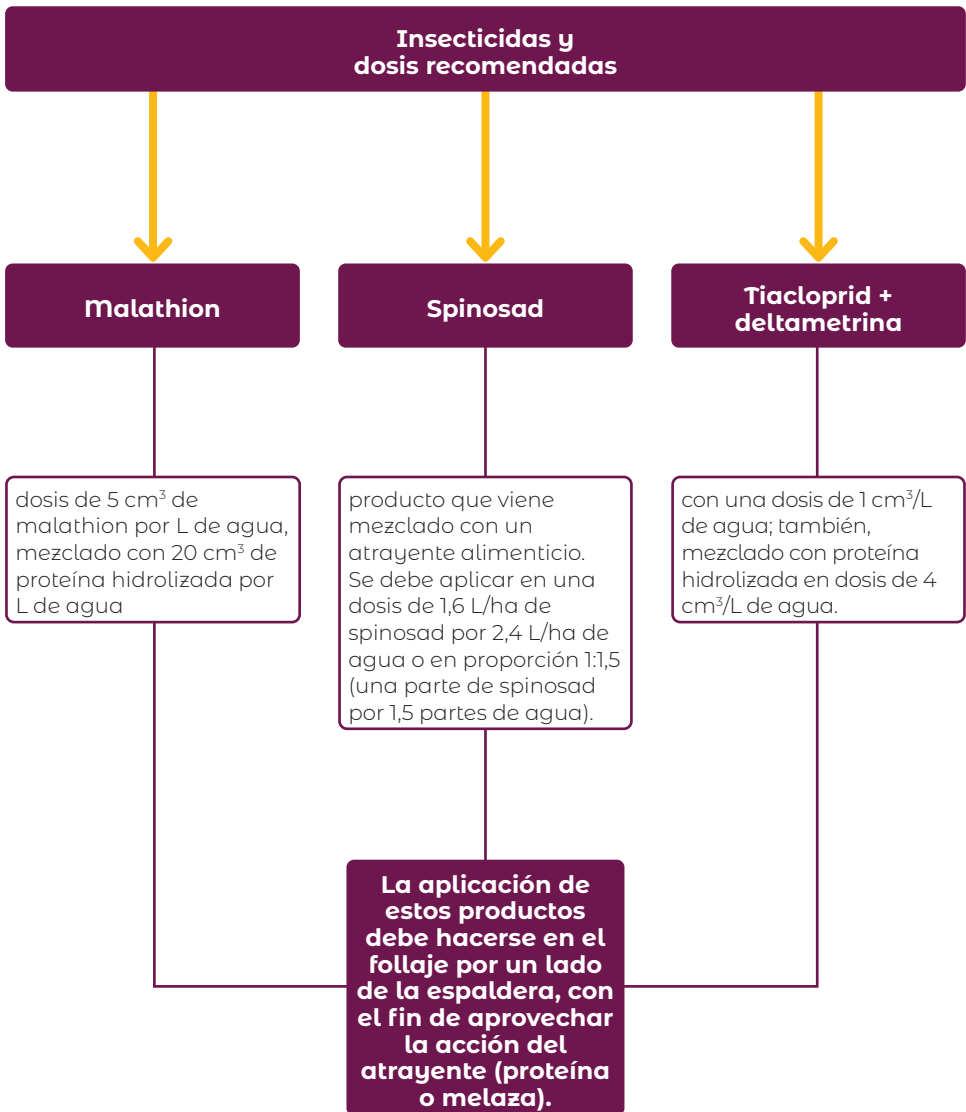 Insecticidas y
dosis recomendadas
Malathion
Spinosad
Tiacloprid +
deltametrina
dosis de 5 cm³ de
malathion por L de agua,
mezclado con 20 cm³ de
proteína hidrolizada por
L de agua
producto que viene
mezclado con un
atrayente alimenticio.
Se debe aplicar en una
dosis de 1,6 L/ha de
spinosad por 2,4 L/ha de
agua o en proporción 1:1,5
(una parte de spinosad
por 1,5 partes de agua).
con una dosis de 1 cm³/L
de agua; también,
mezclado con proteína
hidrolizada en dosis de 4
cm³/L de agua.
La aplicación de
estos productos
debe hacerse en el
follaje por un lado
de la espaldera, con
el fin de aprovechar
la acción del
atrayente (proteína
o melaza).